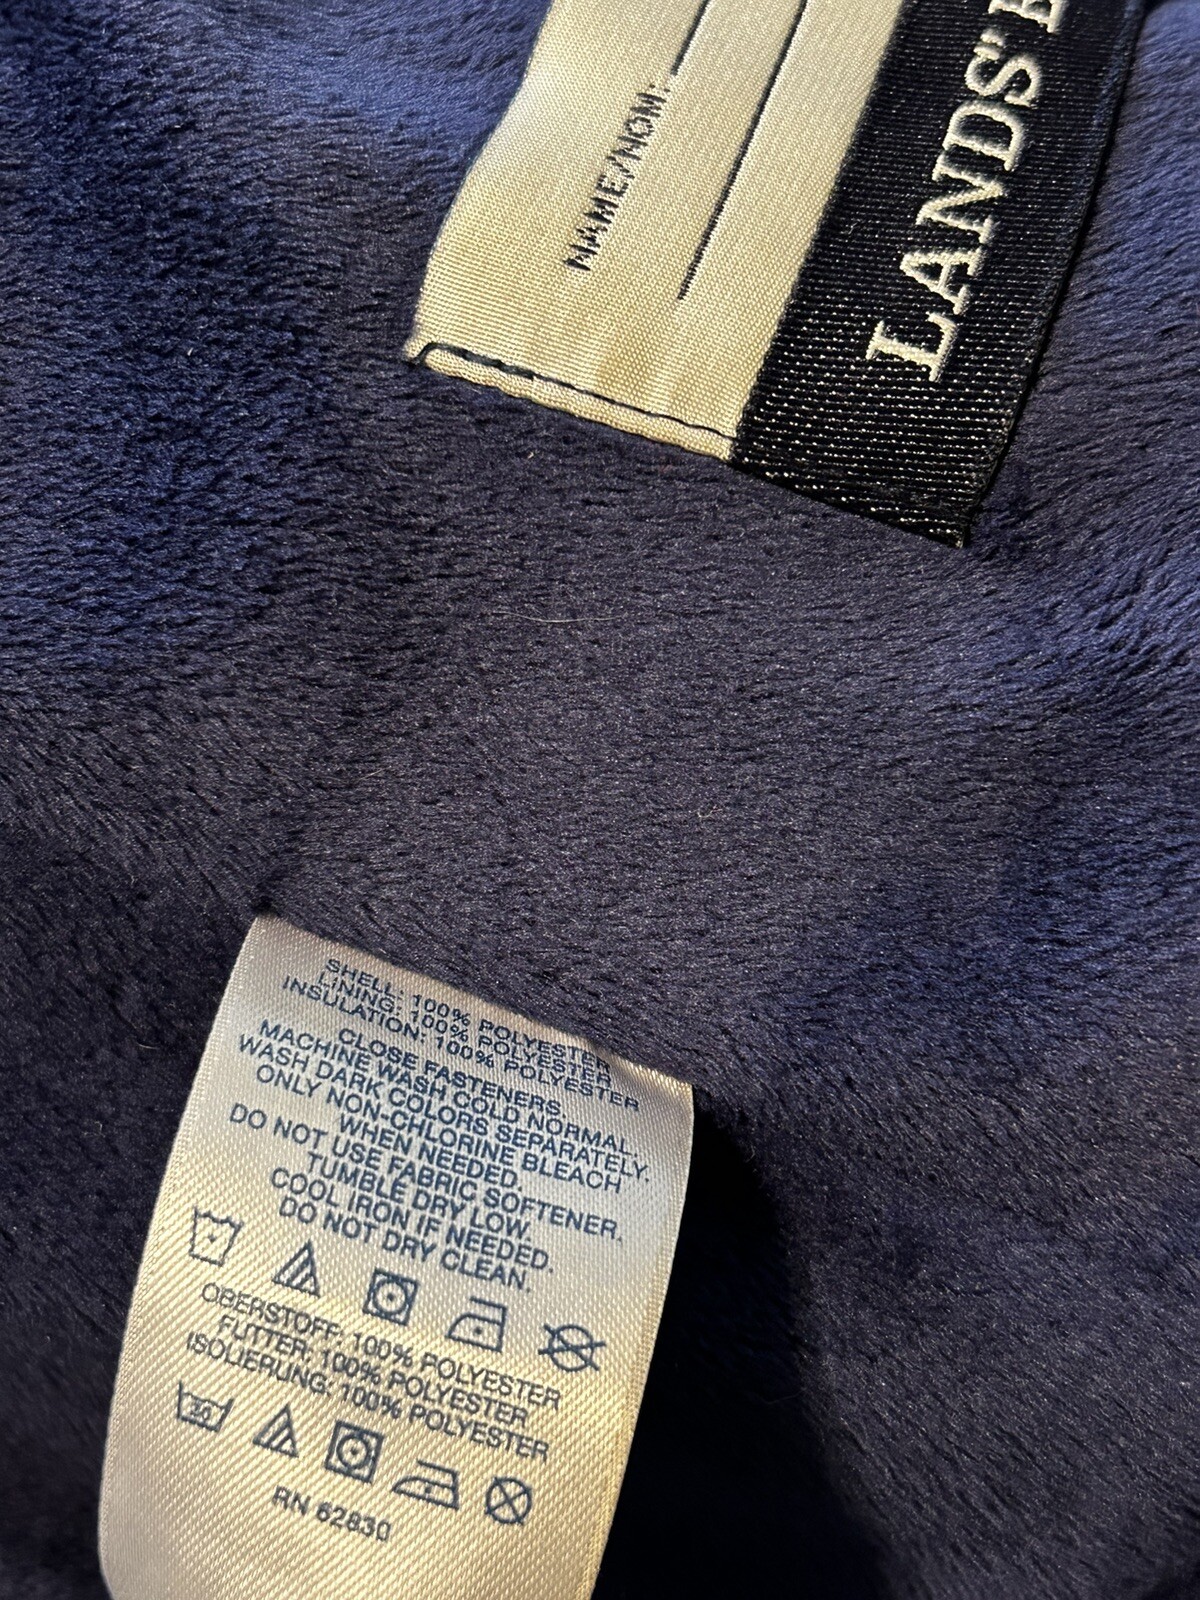 NAME/NOM:
LANDS'
SHELL: 100% POLYESTER
LINING: 100% POLYESTER
INSULATION: 100% POLYESTER
CLOSE FASTENERS.
MACHINE WASH COLD NORMAL.
WASH DARK COLORS SEPARATELY.
ONLY NON-CHLORINE BLEACH
WHEN NEEDED.
DO NOT USE FABRIC SOFTENER.
TUMBLE DRY LOW.
COOL IRON IF NEEDED.
DO NOT DRY CLEAN.
OBERSTOFF: 100% POLYESTER
FUTTER: 100% POLYESTER
ISOLIERUNG: 100% POLYESTER
30
RN 62830